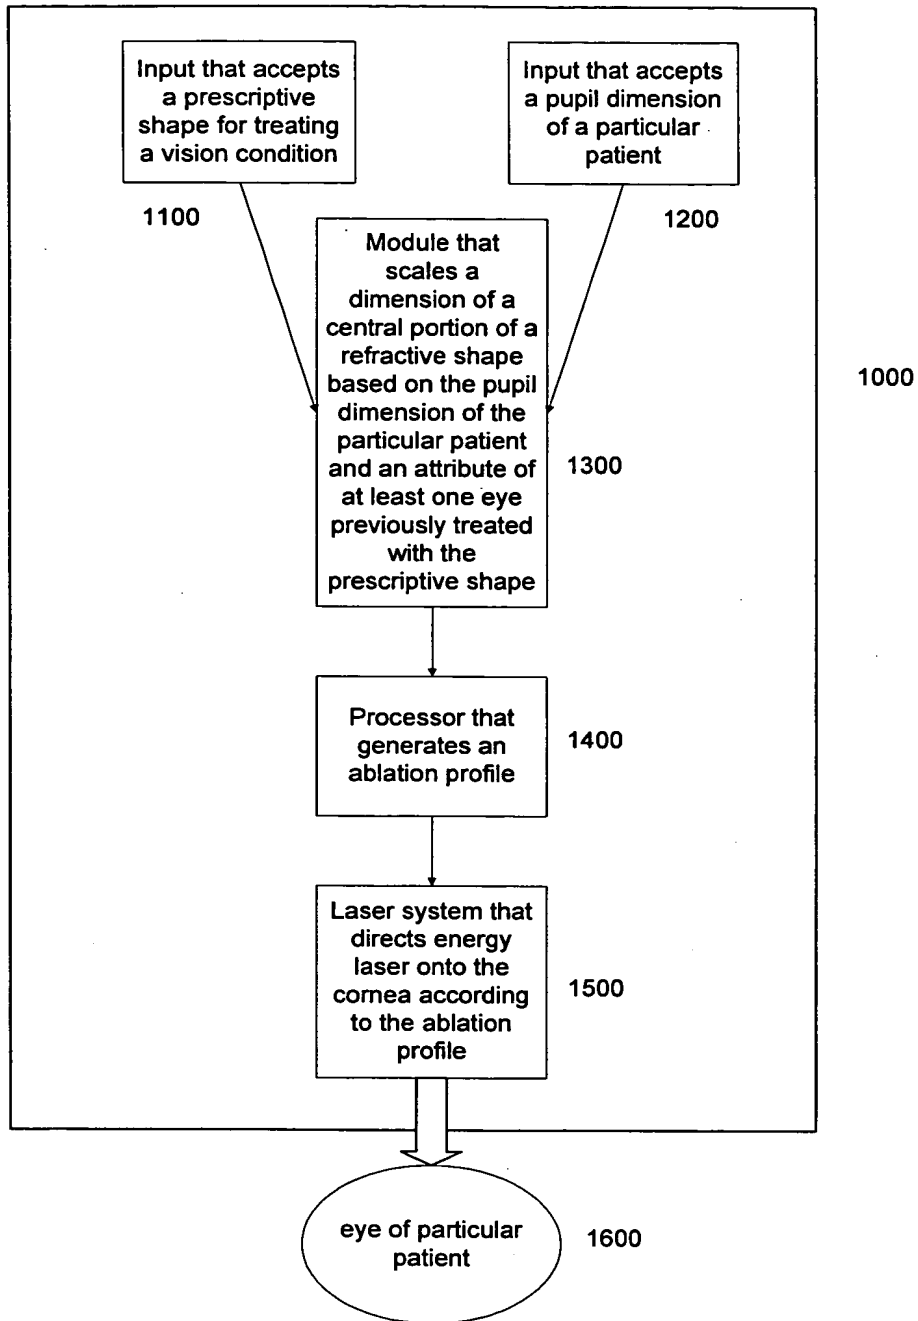 Input that accepts
a prescriptive
shape for treating
a vision condition
1100
Input that accepts
a pupil dimension
of a particular
patient
1200
Module that
scales a
dimension of a
central portion of a
refractive shape
based on the pupil
dimension of the
particular patient
and an attribute of
at least one eye
previously treated
with the
prescriptive shape
1300
1000
Processor that
generates an
ablation profile
1400
Laser system that
directs energy
laser onto the
cornea according
to the ablation
profile
1500
eye of particular
patient
1600